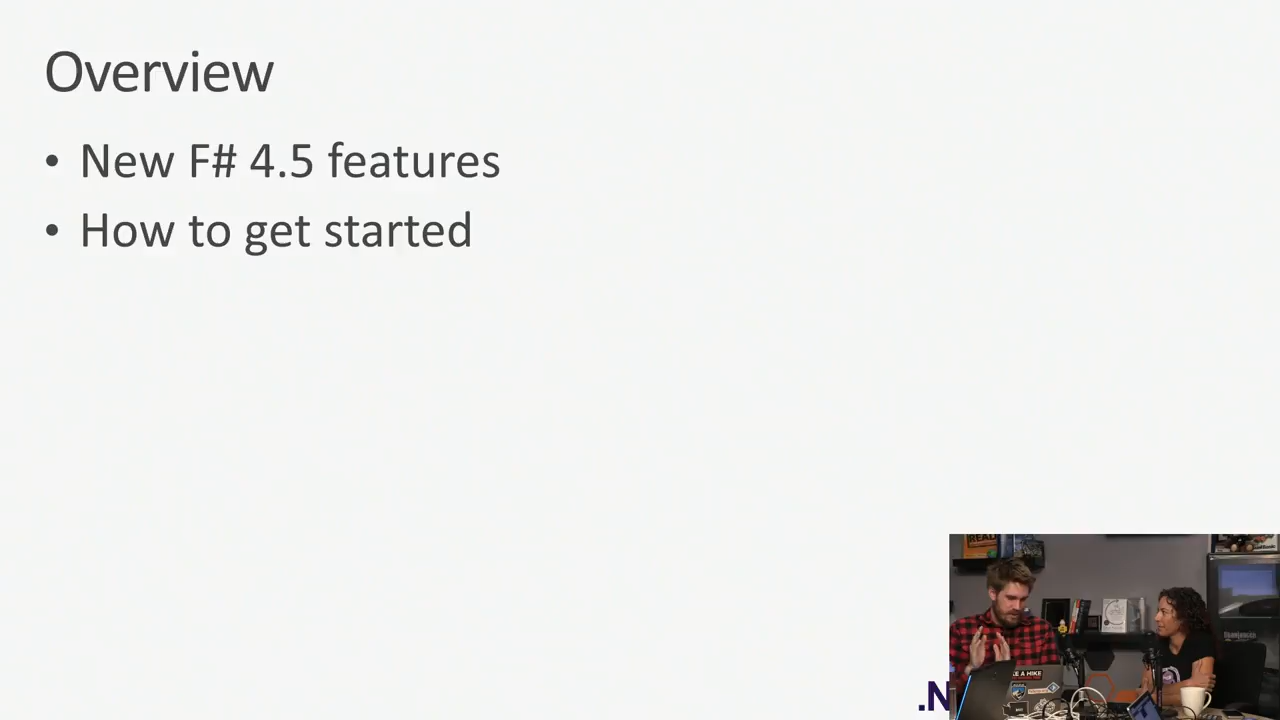 Overview
• New F# 4.5 features
• How to get started
.N